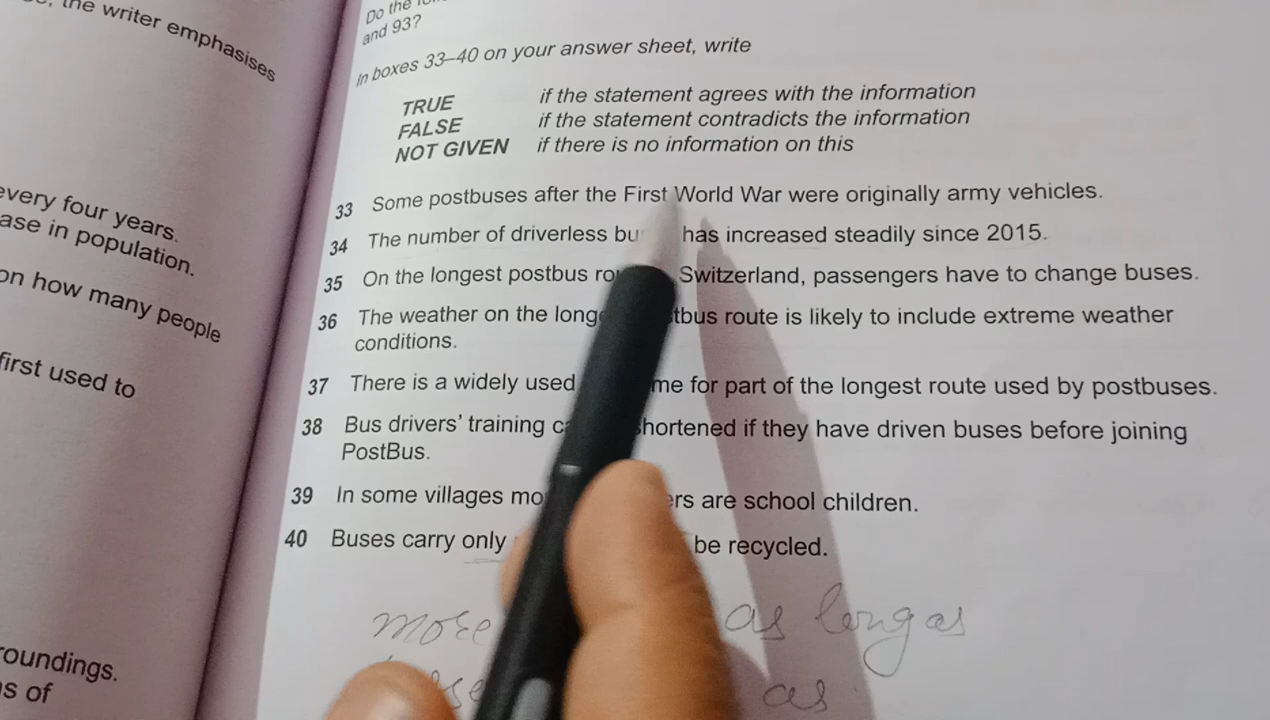 the writer emphasises
every four years.
ase in population.
on how many people
first used to
roundings.
s of
Do the
and 93?
In boxes 33–40 on your answer sheet, write
TRUE if the statement agrees with the information
FALSE if the statement contradicts the information
NOT GIVEN if there is no information on this
33 Some postbuses after the First World War were originally army vehicles.
34 The number of driverless bu has increased steadily since 2015.
35 On the longest postbus ro Switzerland, passengers have to change buses.
36 The weather on the long tbus route is likely to include extreme weather
conditions.
37 There is a widely used me for part of the longest route used by postbuses.
38 Bus drivers' training c hortened if they have driven buses before joining
PostBus.
39 In some villages mo ers are school children.
40 Buses carry only be recycled.
more as long as
as